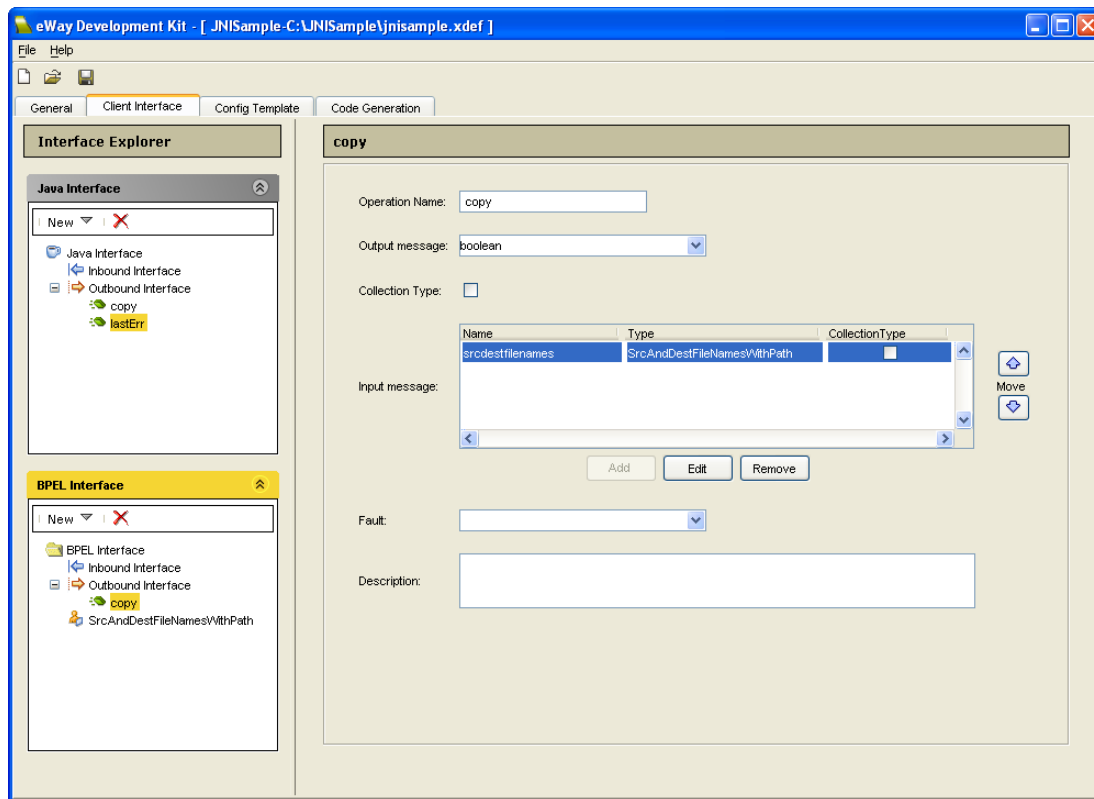 eWay Development Kit - [ JNISample-C:\JNISample\jnisample.xdef ]
File Help
General Client Interface Config Template Code Generation
Interface Explorer
Java Interface
New
Java Interface
Inbound Interface
Outbound Interface
copy
lastErr
BPEL Interface
New
BPEL Interface
Inbound Interface
Outbound Interface
copy
SrcAndDestFileNamesWithPath
copy
Operation Name: copy
Output message: boolean
Collection Type:
Name Type CollectionType
srcdestfilenames SrcAndDestFileNamesWithPath
Input message:
Move
Add Edit Remove
Fault:
Description: